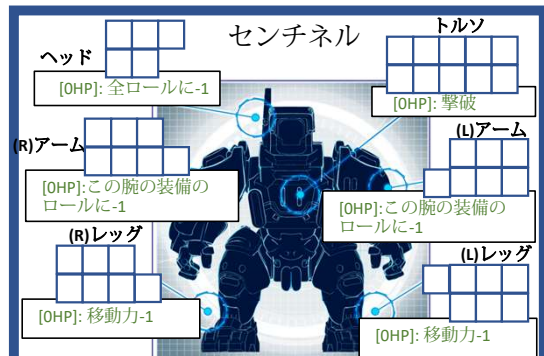 センチネル
ヘッド
[0HP]: 全ロールに-1
トルソ
[0HP]: 撃破
(R)アーム
[0HP]:この腕の装備の
ロールに-1
(L)アーム
[0HP]:この腕の装備の
ロールに-1
(R)レッグ
[0HP]: 移動力-1
(L)レッグ
[0HP]: 移動力-1